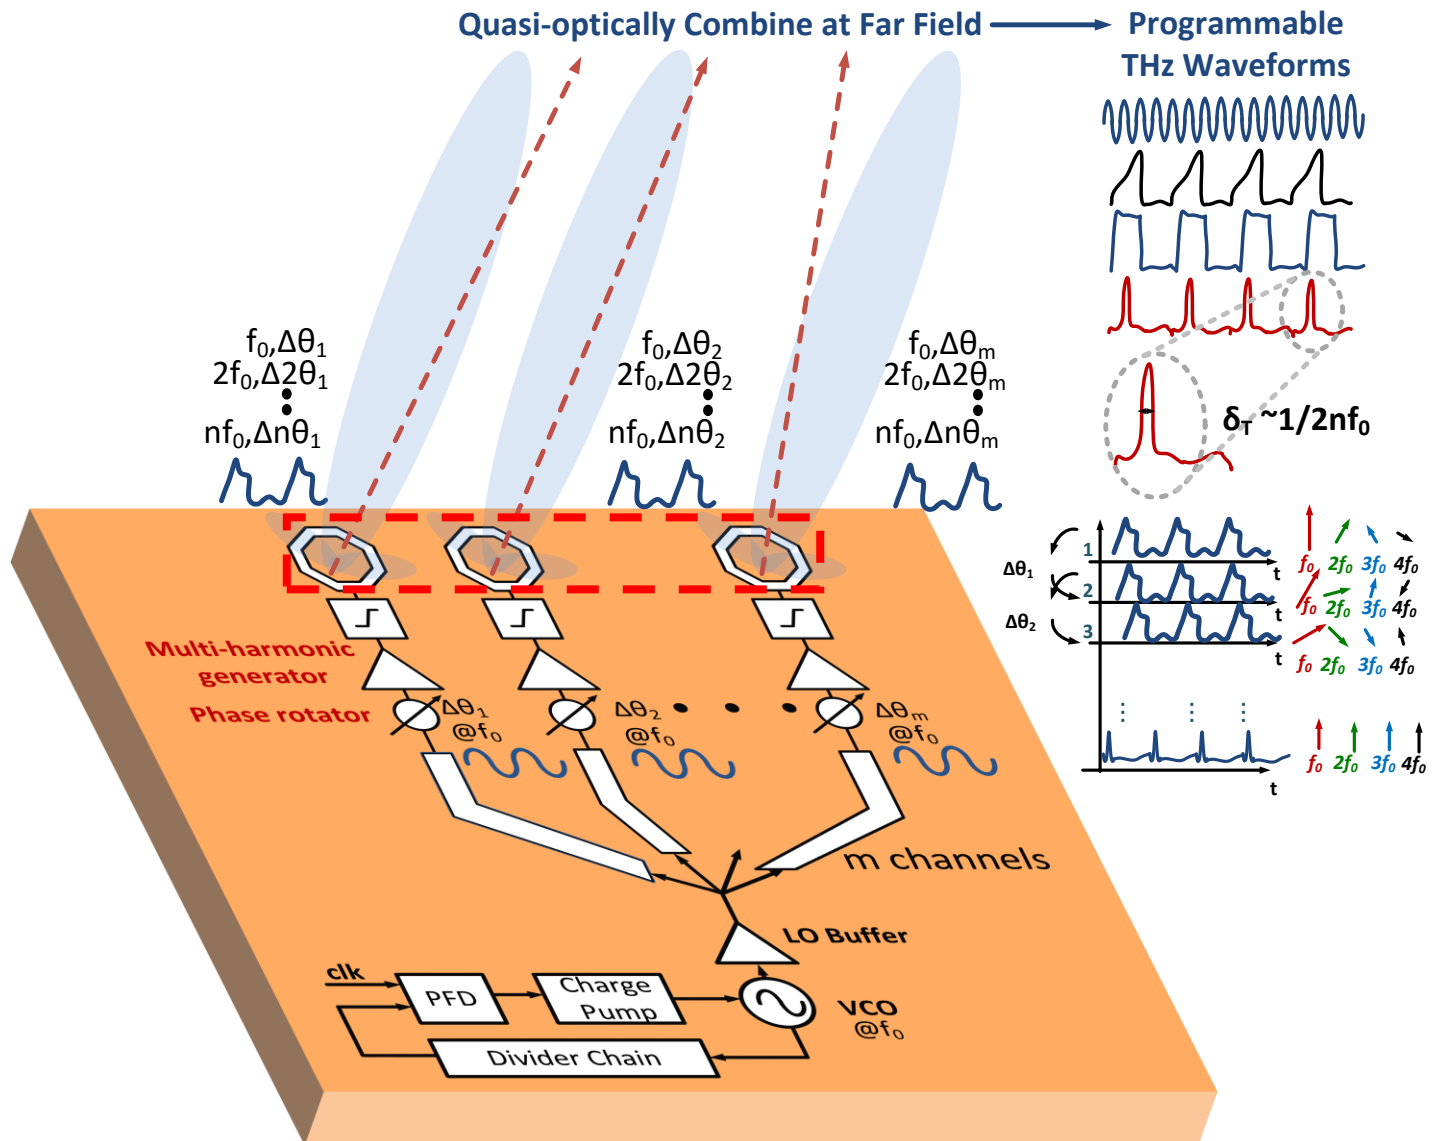 Quasi-optically Combine at Far Field
Programmable
THz Waveforms
f₀,Δθ₁
2f₀,Δ2θ₁
nf₀,Δnθ₁
f₀,Δθ₂
2f₀,Δ2θ₂
nf₀,Δnθ₂
f₀,Δθₘ
2f₀,Δ2θₘ
nf₀,Δnθₘ
δ_T ~1/2nf₀
1
t
f₀ 2f₀ 3f₀ 4f₀
Δθ₁
2
t
f₀ 2f₀ 3f₀ 4f₀
Δθ₂
3
t
f₀ 2f₀ 3f₀ 4f₀
t
f₀ 2f₀ 3f₀ 4f₀
Multi-harmonic
generator
Phase rotator
Δθ₁
@f₀
Δθ₂
@f₀
Δθₘ
@f₀
m channels
LO Buffer
clk
PFD
Charge
Pump
VCO
@f₀
Divider Chain